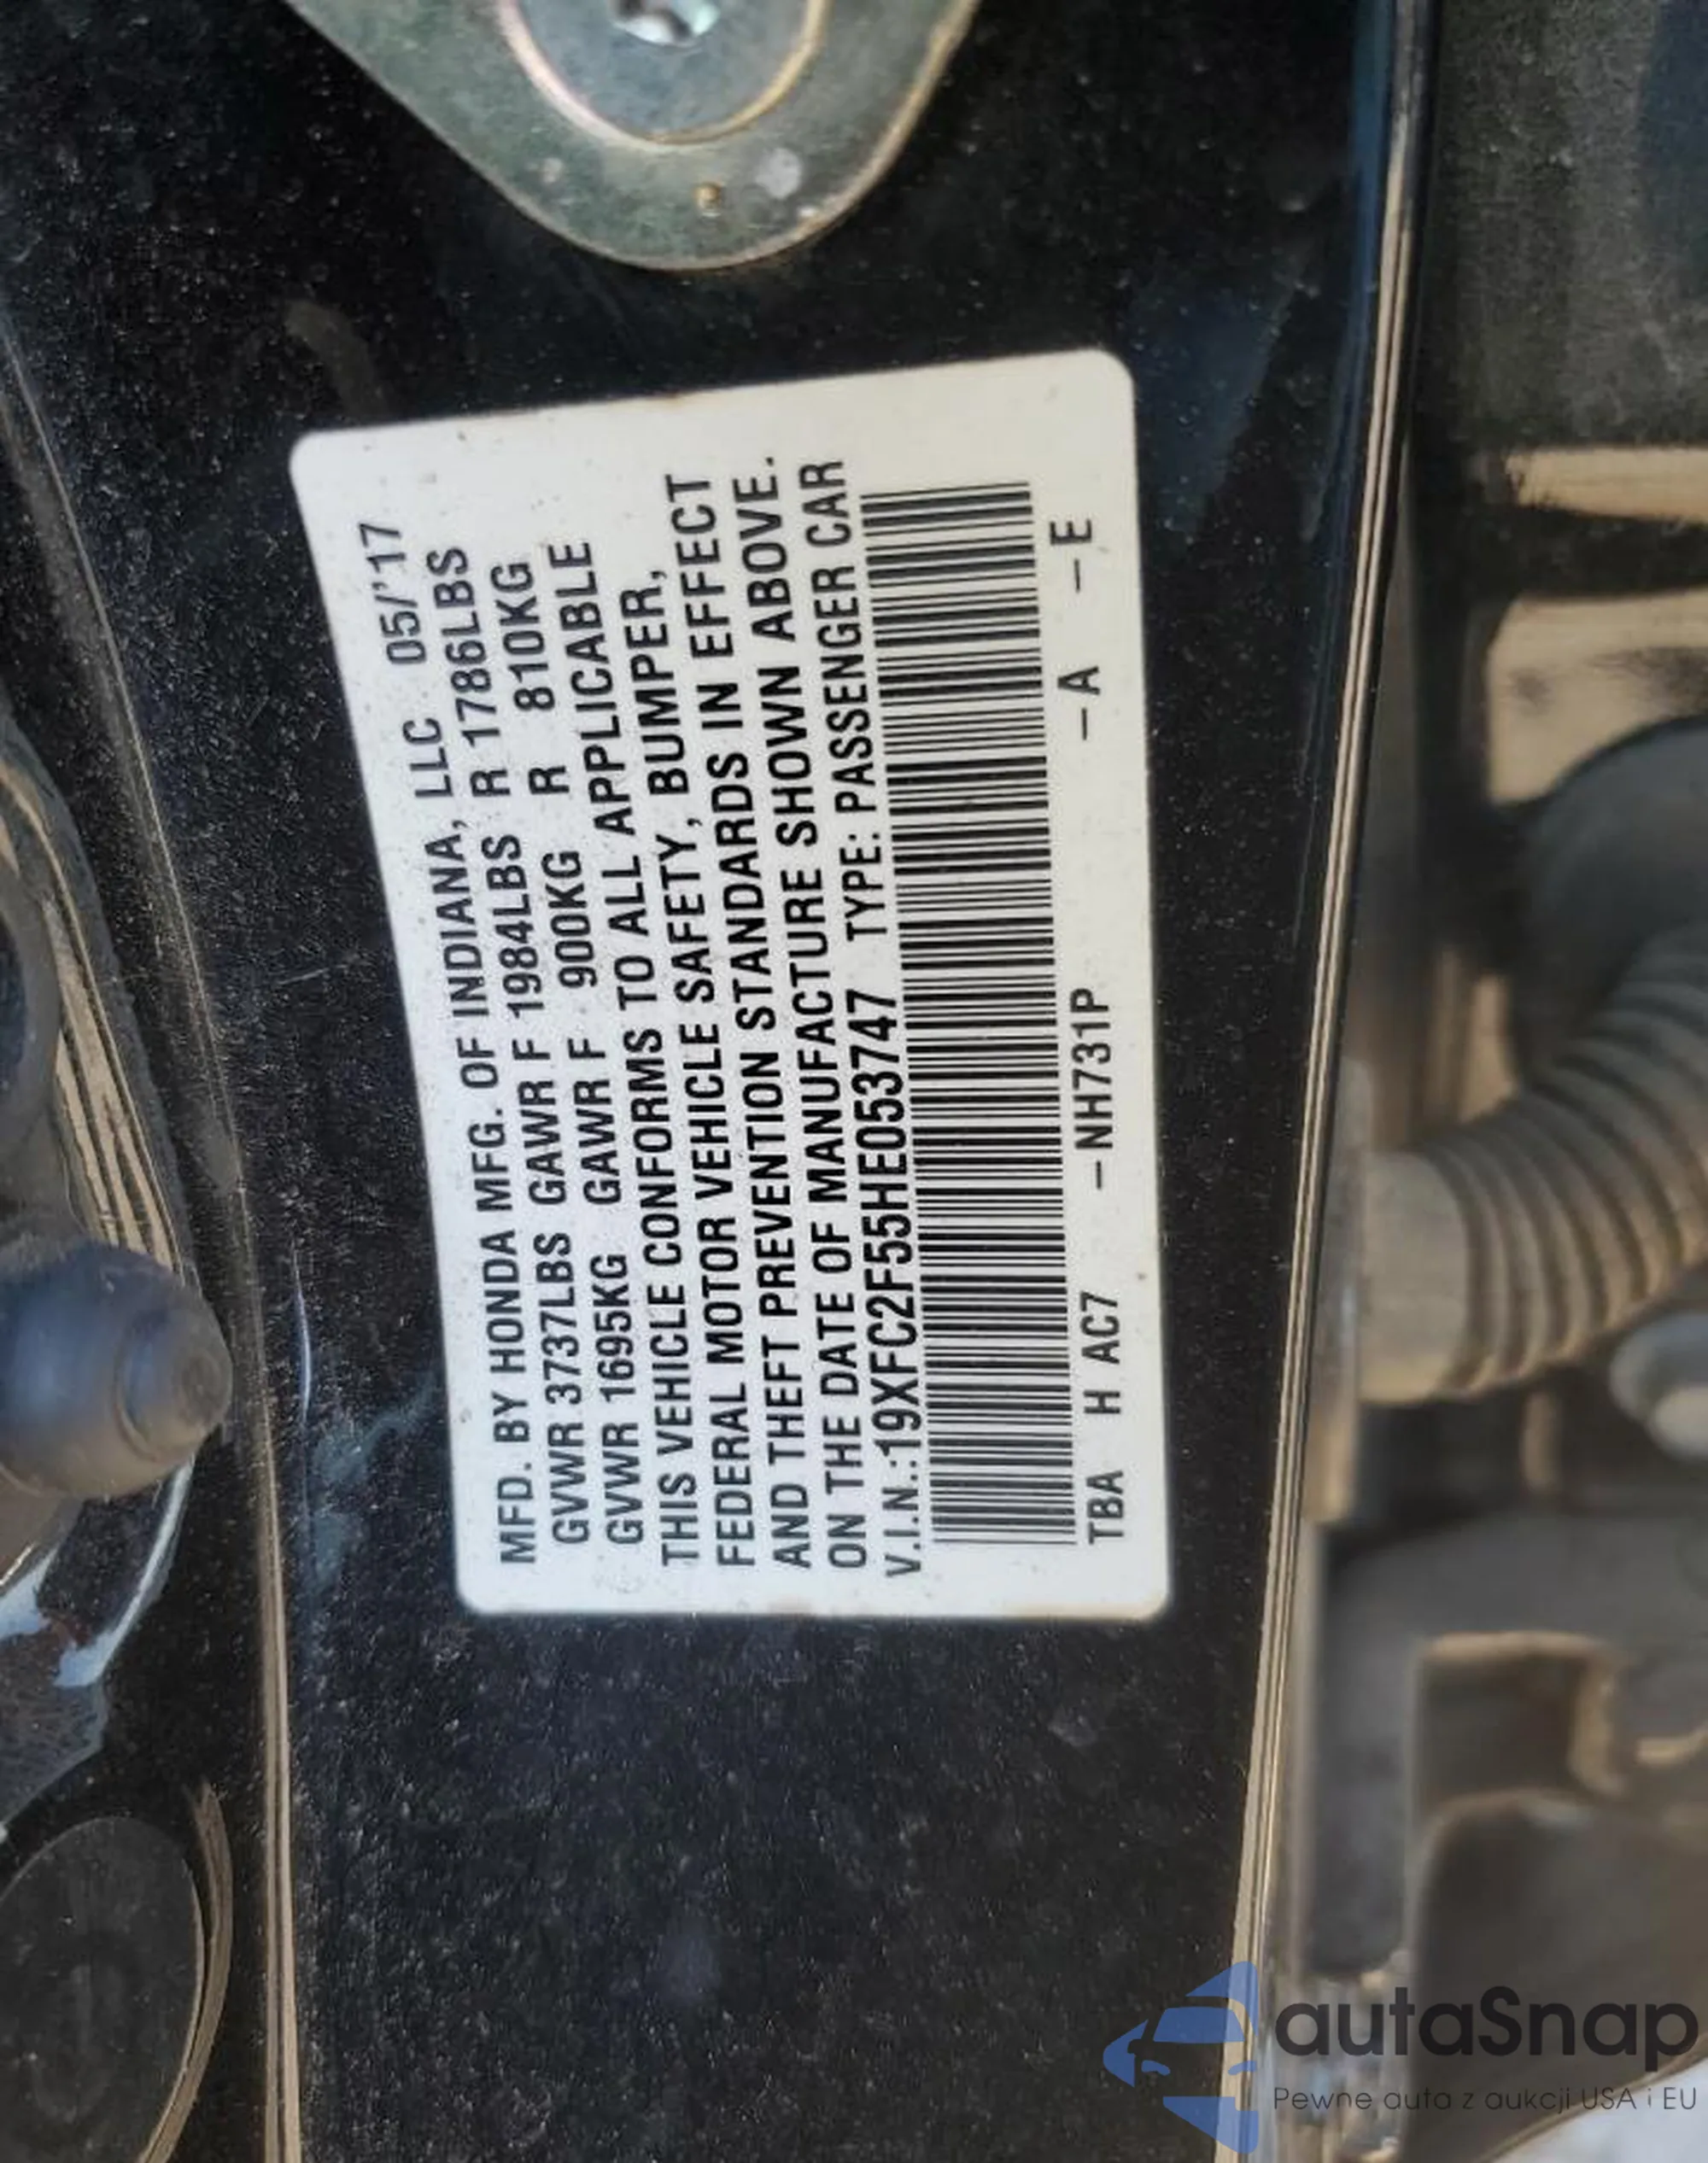 MFD. BY HONDA MFG. OF INDIANA, LLC 05/'17
GVWR 3737LBS GAWR F 1984LBS R 1786LBS
GVWR 1695KG GAWR F 900KG R 810KG
THIS VEHICLE CONFORMS TO ALL APPLICABLE
FEDERAL MOTOR VEHICLE SAFETY, BUMPER,
AND THEFT PREVENTION STANDARDS IN EFFECT
ON THE DATE OF MANUFACTURE SHOWN ABOVE.
V.I.N.:19XFC2F55HE053747 TYPE: PASSENGER CAR
TBA H AC7 –NH731P –A –E
autaSnap
Pewne auta z aukcji USA i EU